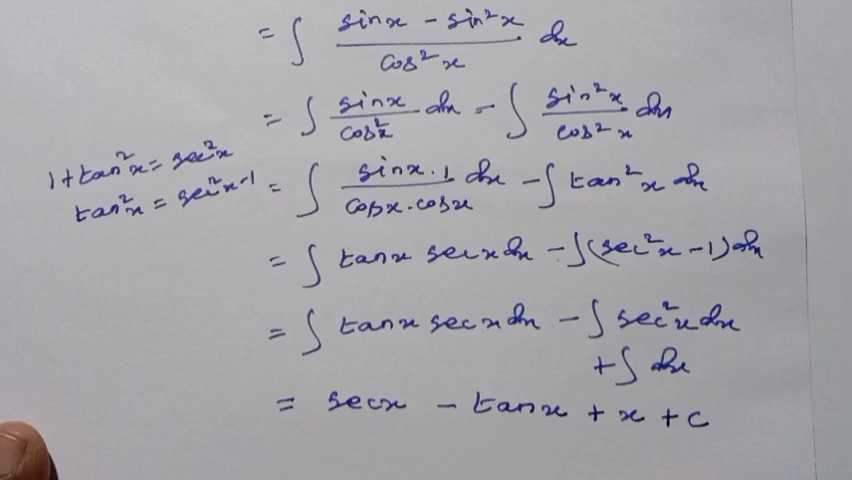 = ∫ (sinx - sin²x)/(cos²x) dx
= ∫ sinx/cos²x dx - ∫ sin²x/cos²x dx
1 + tan²x = sec²x
tan²x = sec²x - 1
= ∫ (sinx . 1)/(cosx . cosx) dx - ∫ tan²x dx
= ∫ tanx secx dx - ∫ (sec²x - 1) dx
= ∫ tanx secx dx - ∫ sec²x dx
+ ∫ dx
= secx - tanx + x + c